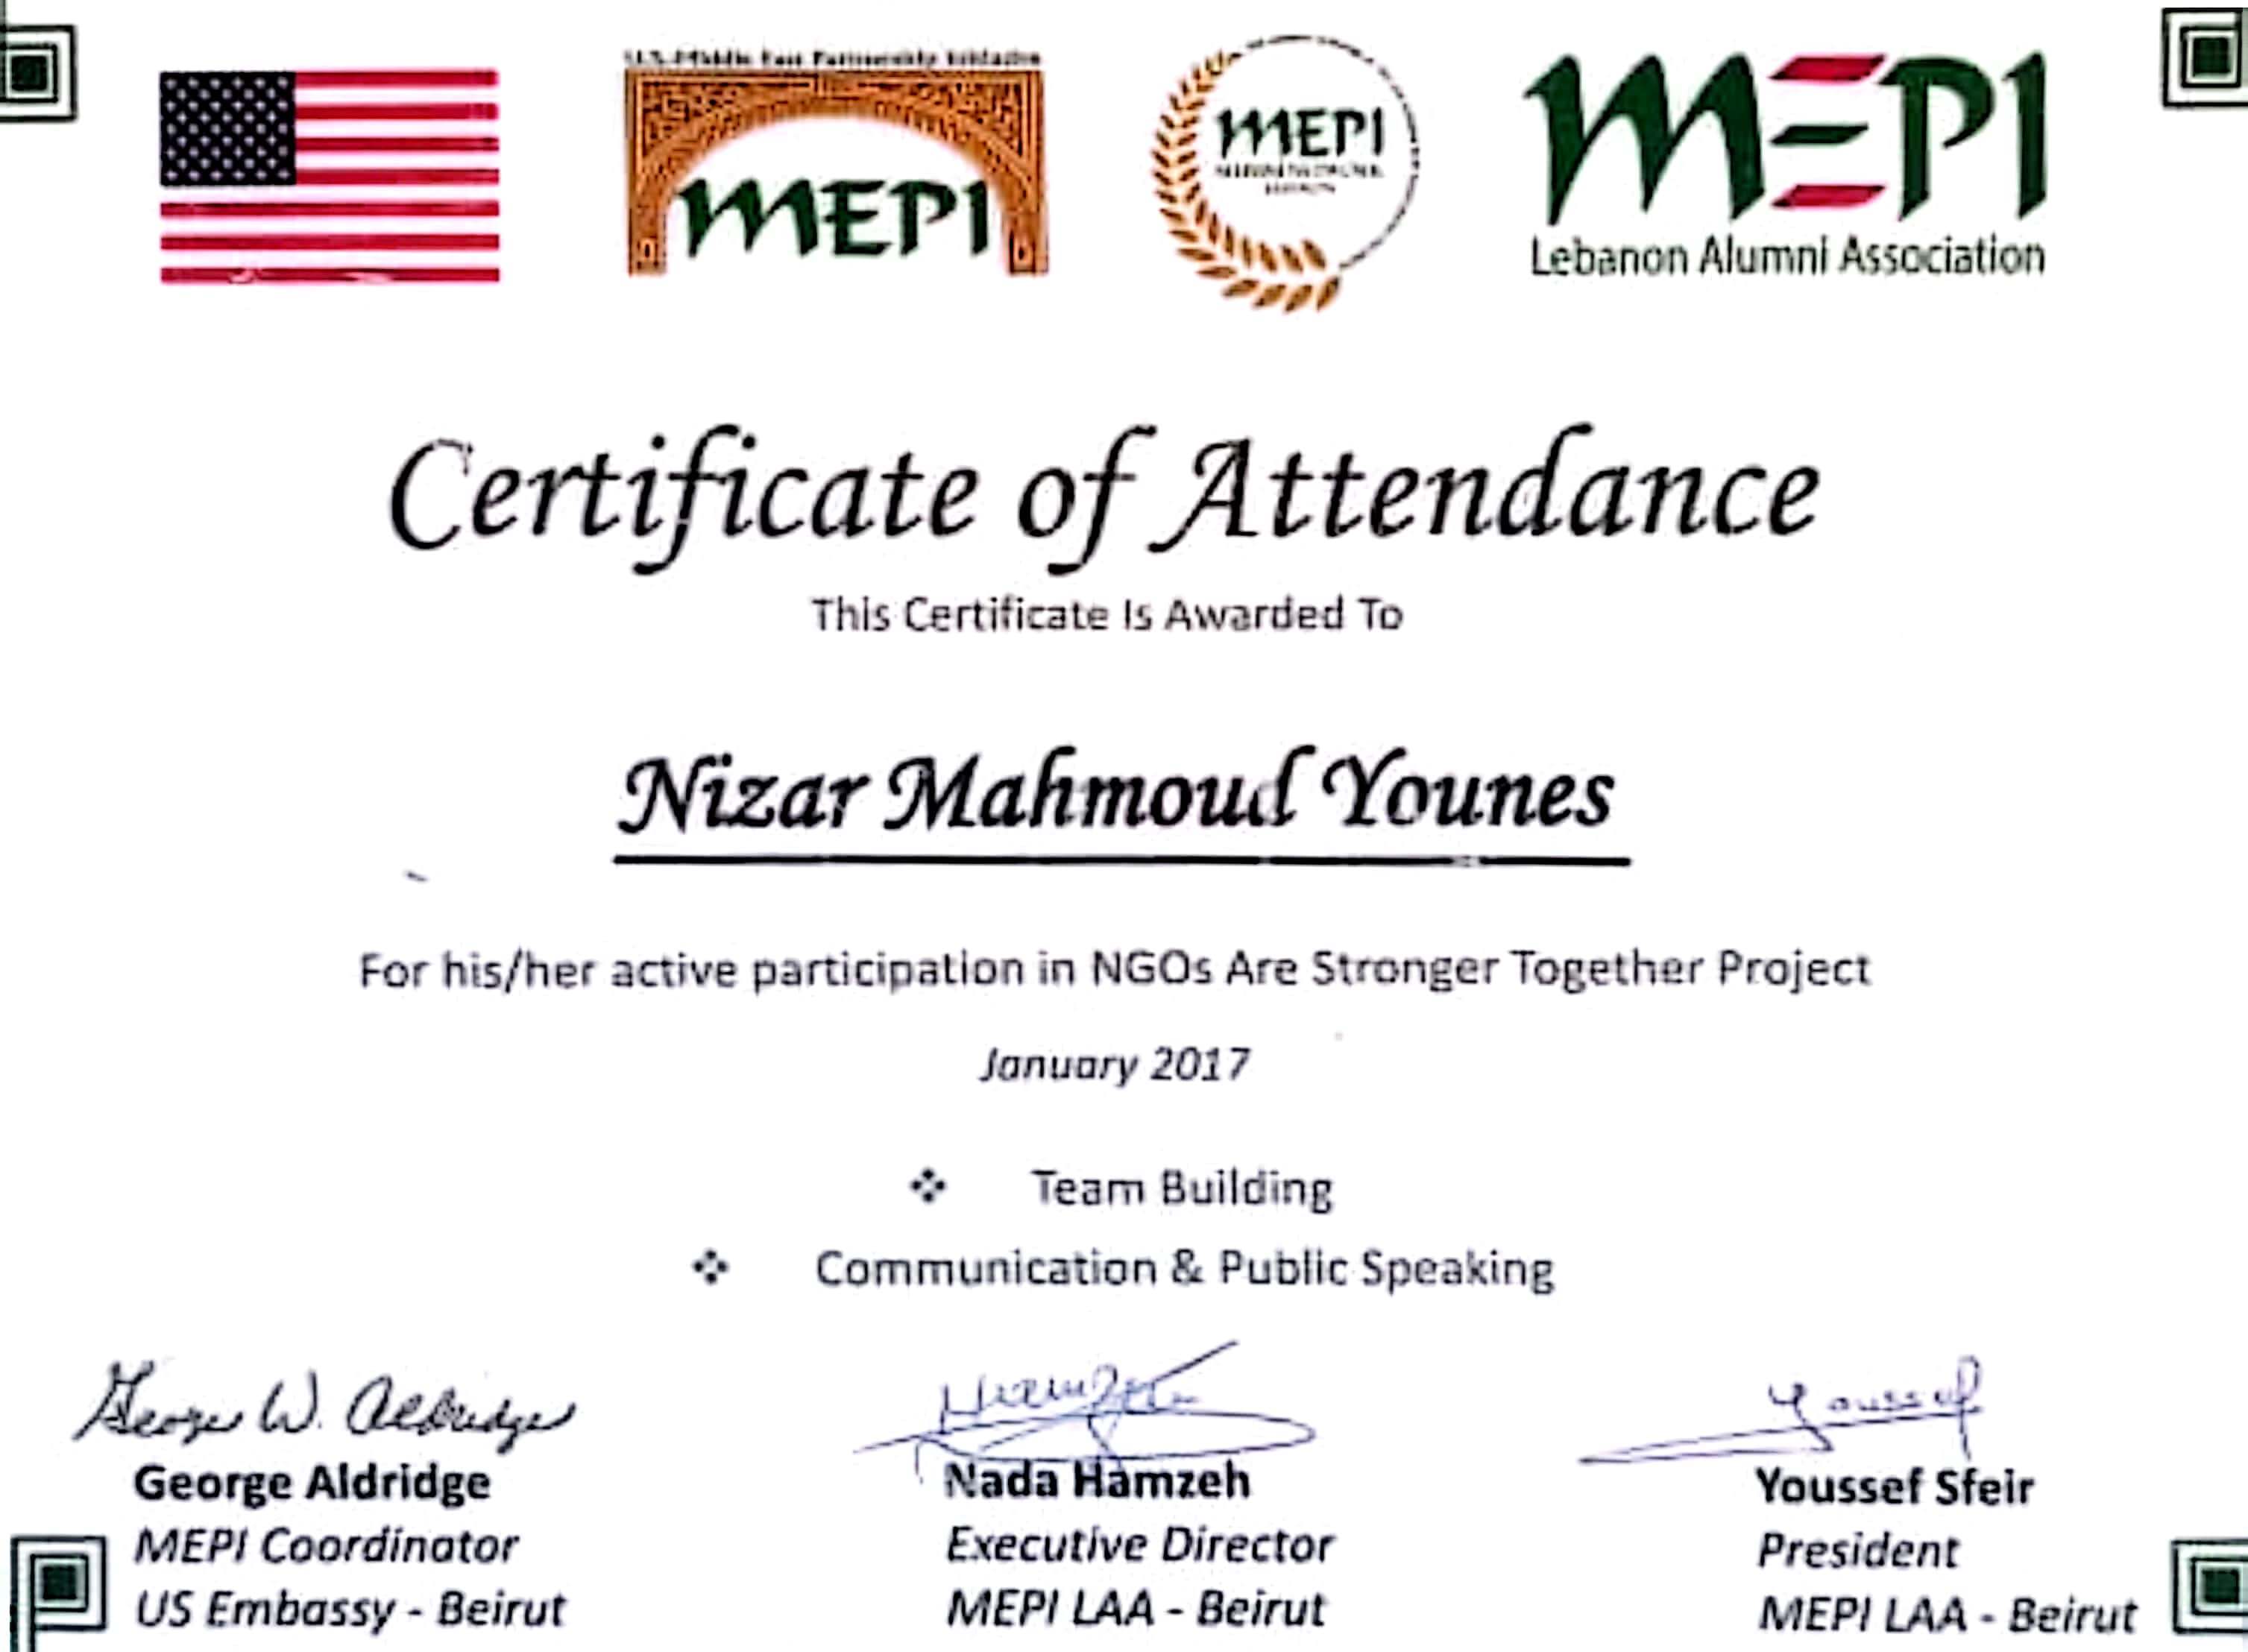 U.S.-Middle East Partnership Initiative
MEPI
MEPI
MEPI
Lebanon Alumni Association
Certificate of Attendance
This Certificate Is Awarded To
Nizar Mahmoud Younes
For his/her active participation in NGOs Are Stronger Together Project
January 2017
❖ Team Building
❖ Communication & Public Speaking
George W. Aldridge
Hamzeh
Youssef
George Aldridge
MEPI Coordinator
US Embassy - Beirut
Nada Hamzeh
Executive Director
MEPI LAA - Beirut
Youssef Sfeir
President
MEPI LAA - Beirut